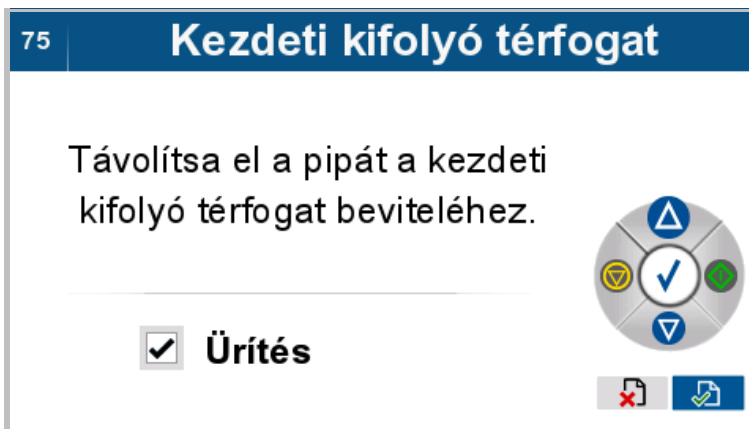 75
Kezdeti kifolyó térfogat
Távolítsa el a pipát a kezdeti
kifolyó térfogat beviteléhez.
Ürítés